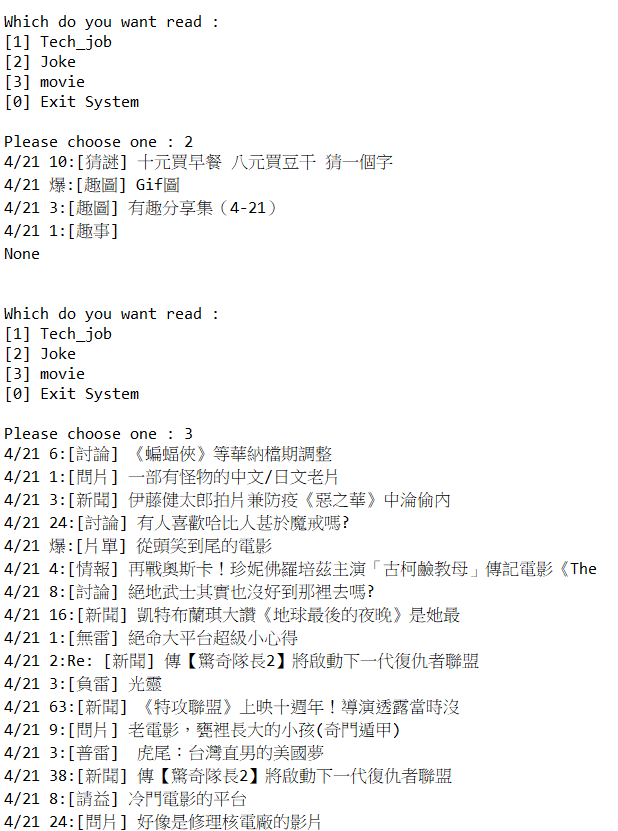 Which do you want read :
[1] Tech_job
[2] Joke
[3] movie
[0] Exit System
Please choose one : 2
4/21 10:[猜謎] 十元買早餐 八元買豆干 猜一個字
4/21 爆:[趣圖] Gif圖
4/21 3:[趣圖] 有趣分享集（4-21）
4/21 1:[趣事]
None
Which do you want read :
[1] Tech_job
[2] Joke
[3] movie
[0] Exit System
Please choose one : 3
4/21 6:[討論] 《蝙蝠俠》等華納檔期調整
4/21 1:[問片] 一部有怪物的中文/日文老片
4/21 3:[新聞] 伊藤健太郎拍片兼防疫《惡之華》中淪偷內
4/21 24:[討論] 有人喜歡哈比人甚於魔戒嗎?
4/21 爆:[片單] 從頭笑到尾的電影
4/21 4:[情報] 再戰奧斯卡！珍妮佛羅培茲主演「古柯鹼教母」傳記電影《The
4/21 8:[討論] 絕地武士其實也沒好到那裡去嗎?
4/21 16:[新聞] 凱特布蘭琪大讚《地球最後的夜晚》是她最
4/21 1:[無雷] 絕命大平台超級小心得
4/21 2:Re: [新聞] 傳【驚奇隊長2】將啟動下一代復仇者聯盟
4/21 3:[負雷] 光靈
4/21 63:[新聞] 《特攻聯盟》上映十週年！導演透露當時沒
4/21 9:[問片] 老電影，甕裡長大的小孩(奇門遁甲)
4/21 3:[普雷]  虎尾：台灣直男的美國夢
4/21 38:[新聞] 傳【驚奇隊長2】將啟動下一代復仇者聯盟
4/21 8:[請益] 冷門電影的平台
4/21 24:[問片] 好像是修理核電廠的影片